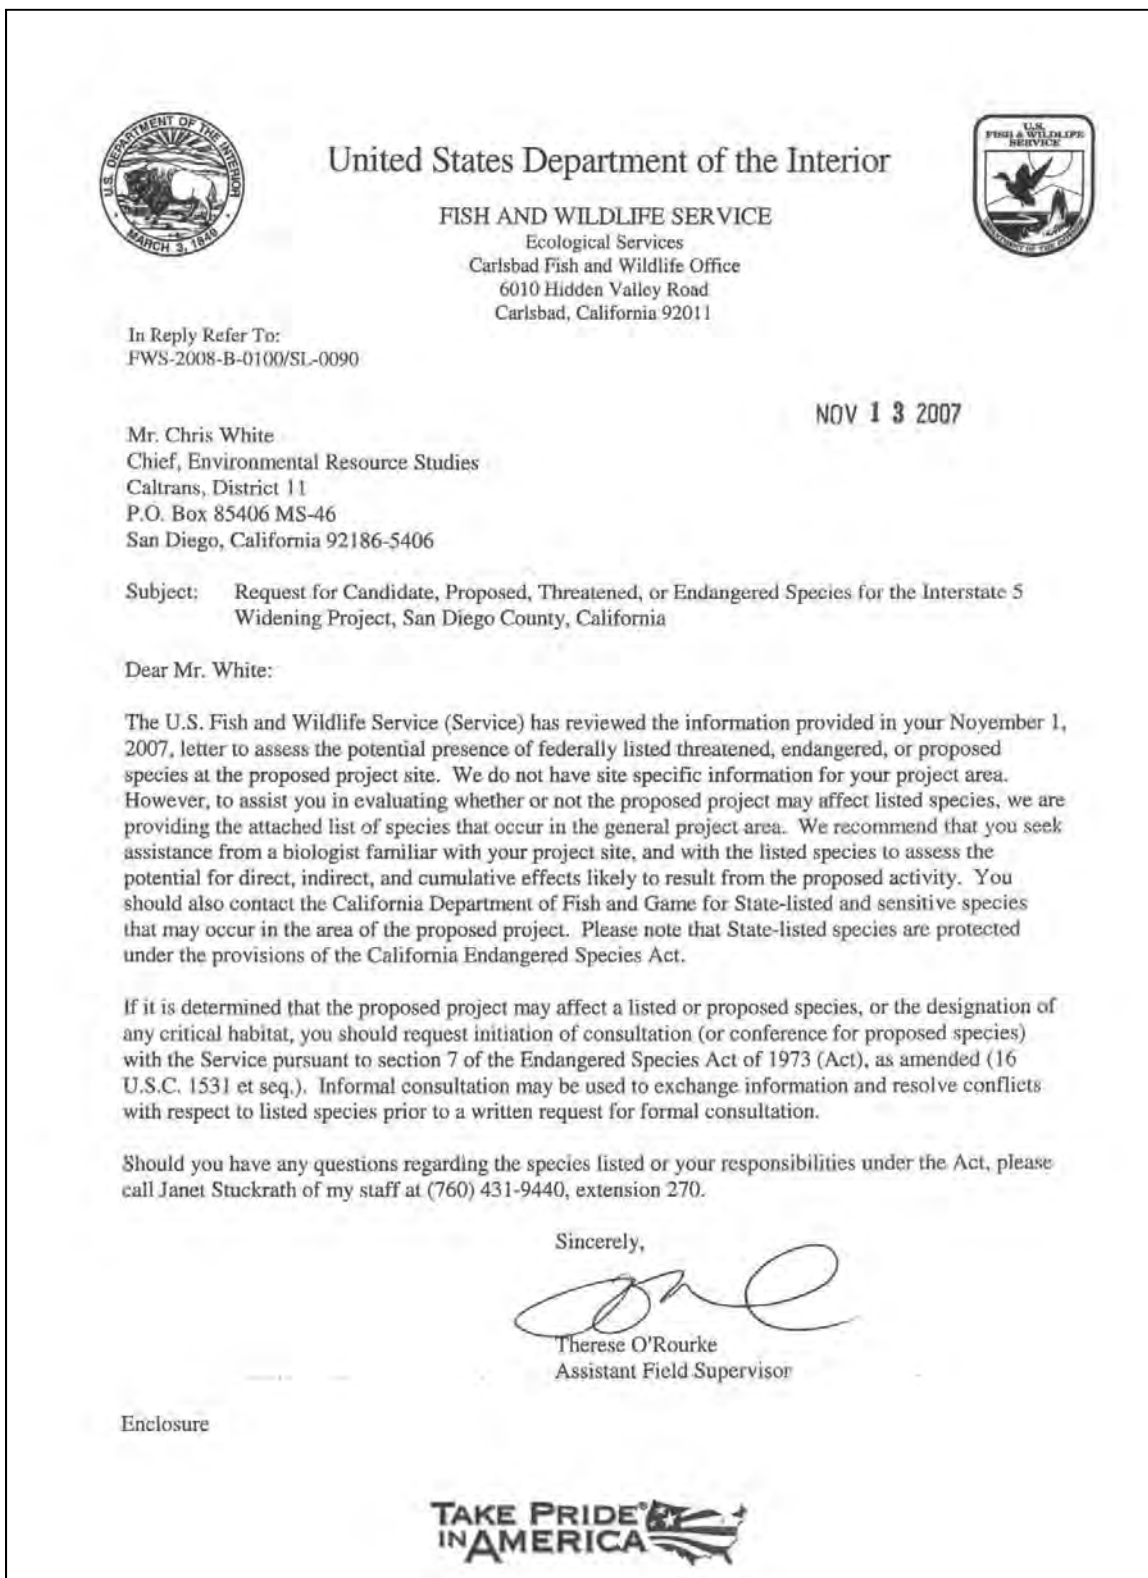 U.S. DEPARTMENT OF THE INTERIOR
MARCH 3, 1849
United States Department of the Interior
U.S.
FISH & WILDLIFE
SERVICE
DEPARTMENT OF THE INTERIOR
FISH AND WILDLIFE SERVICE
Ecological Services
Carlsbad Fish and Wildlife Office
6010 Hidden Valley Road
Carlsbad, California 92011
In Reply Refer To:
FWS-2008-B-0100/SL-0090
NOV 13 2007
Mr. Chris White
Chief, Environmental Resource Studies
Caltrans, District 11
P.O. Box 85406 MS-46
San Diego, California 92186-5406
Subject: Request for Candidate, Proposed, Threatened, or Endangered Species for the Interstate 5
Widening Project, San Diego County, California
Dear Mr. White:
The U.S. Fish and Wildlife Service (Service) has reviewed the information provided in your November 1,
2007, letter to assess the potential presence of federally listed threatened, endangered, or proposed
species at the proposed project site. We do not have site specific information for your project area.
However, to assist you in evaluating whether or not the proposed project may affect listed species, we are
providing the attached list of species that occur in the general project area. We recommend that you seek
assistance from a biologist familiar with your project site, and with the listed species to assess the
potential for direct, indirect, and cumulative effects likely to result from the proposed activity. You
should also contact the California Department of Fish and Game for State-listed and sensitive species
that may occur in the area of the proposed project. Please note that State-listed species are protected
under the provisions of the California Endangered Species Act.
If it is determined that the proposed project may affect a listed or proposed species, or the designation of
any critical habitat, you should request initiation of consultation (or conference for proposed species)
with the Service pursuant to section 7 of the Endangered Species Act of 1973 (Act), as amended (16
U.S.C. 1531 et seq.). Informal consultation may be used to exchange information and resolve conflicts
with respect to listed species prior to a written request for formal consultation.
Should you have any questions regarding the species listed or your responsibilities under the Act, please
call Janet Stuckrath of my staff at (760) 431-9440, extension 270.
Sincerely,
Therese O'Rourke
Assistant Field Supervisor
Enclosure
TAKE PRIDE®
IN AMERICA